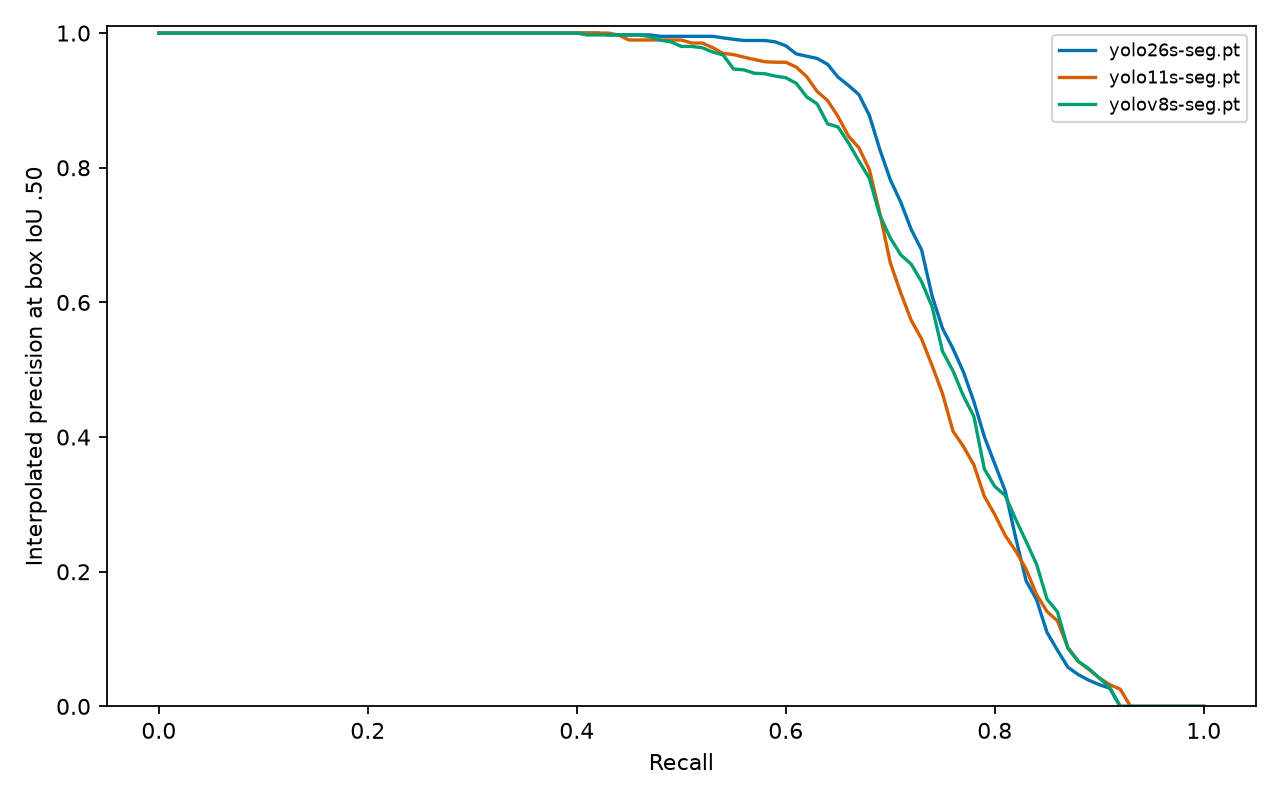 Interpolated precision at box IoU .50
1.0
0.8
0.6
0.4
0.2
0.0
yolo26s-seg.pt
yolo11s-seg.pt
yolov8s-seg.pt
0.0 0.2 0.4 0.6 0.8 1.0
Recall